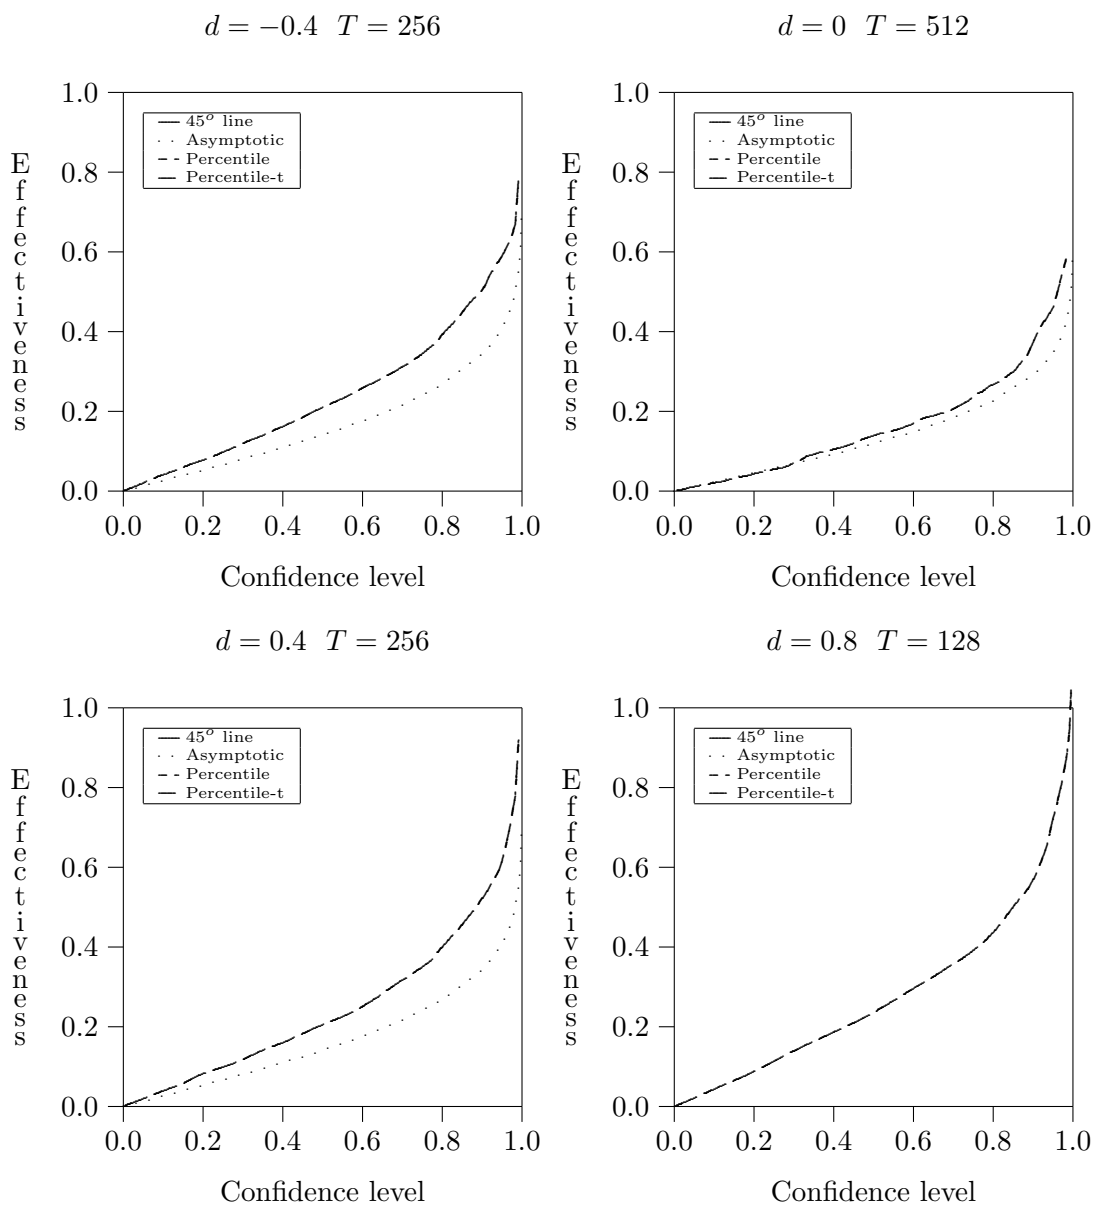 d = −0.4 T = 256
1.0
0.8
0.6
0.4
0.2
0.0
0.0 0.2 0.4 0.6 0.8 1.0
Effectiveness
Confidence level
45° line
Asymptotic
Percentile
Percentile-t
d = 0 T = 512
1.0
0.8
0.6
0.4
0.2
0.0
0.0 0.2 0.4 0.6 0.8 1.0
Effectiveness
Confidence level
45° line
Asymptotic
Percentile
Percentile-t
d = 0.4 T = 256
1.0
0.8
0.6
0.4
0.2
0.0
0.0 0.2 0.4 0.6 0.8 1.0
Effectiveness
Confidence level
45° line
Asymptotic
Percentile
Percentile-t
d = 0.8 T = 128
1.0
0.8
0.6
0.4
0.2
0.0
0.0 0.2 0.4 0.6 0.8 1.0
Effectiveness
Confidence level
45° line
Asymptotic
Percentile
Percentile-t